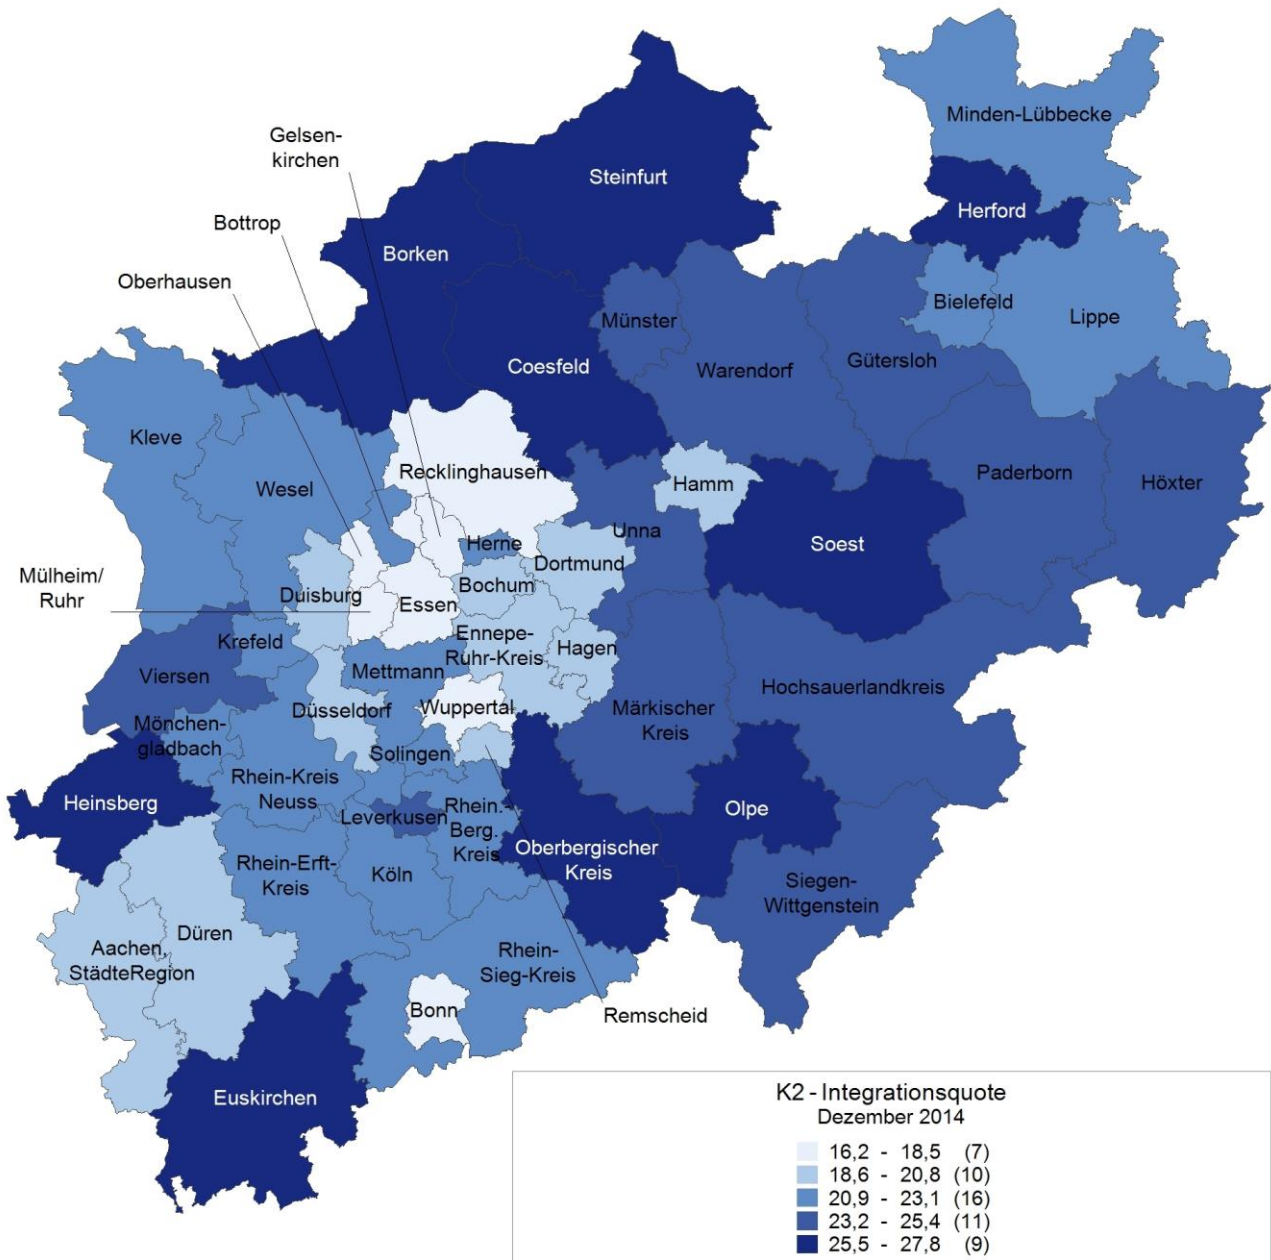 Minden-Lübbecke
Gelsen-
kirchen
Steinfurt
Herford
Bottrop
Borken
Oberhausen
Bielefeld
Lippe
Münster
Gütersloh
Coesfeld
Warendorf
Kleve
Recklinghausen
Paderborn
Höxter
Wesel
Hamm
Unna
Soest
Herne
Dortmund
Mülheim/
Ruhr
Duisburg
Bochum
Essen
Ennepe-
Ruhr-Kreis
Hagen
Krefeld
Mettmann
Viersen
Hochsauerlandkreis
Düsseldorf
Wuppertal
Märkischer
Kreis
Mönchen-
gladbach
Solingen
Rhein-Kreis
Neuss
Heinsberg
Leverkusen
Rhein.-
Berg.
Kreis
Olpe
Oberbergischer
Kreis
Rhein-Erft-
Kreis
Köln
Siegen-
Wittgenstein
Düren
Aachen,
StädteRegion
Rhein-
Sieg-Kreis
Bonn
Remscheid
Euskirchen
K2 - Integrationsquote
Dezember 2014
16,2 - 18,5 (7)
18,6 - 20,8 (10)
20,9 - 23,1 (16)
23,2 - 25,4 (11)
25,5 - 27,8 (9)